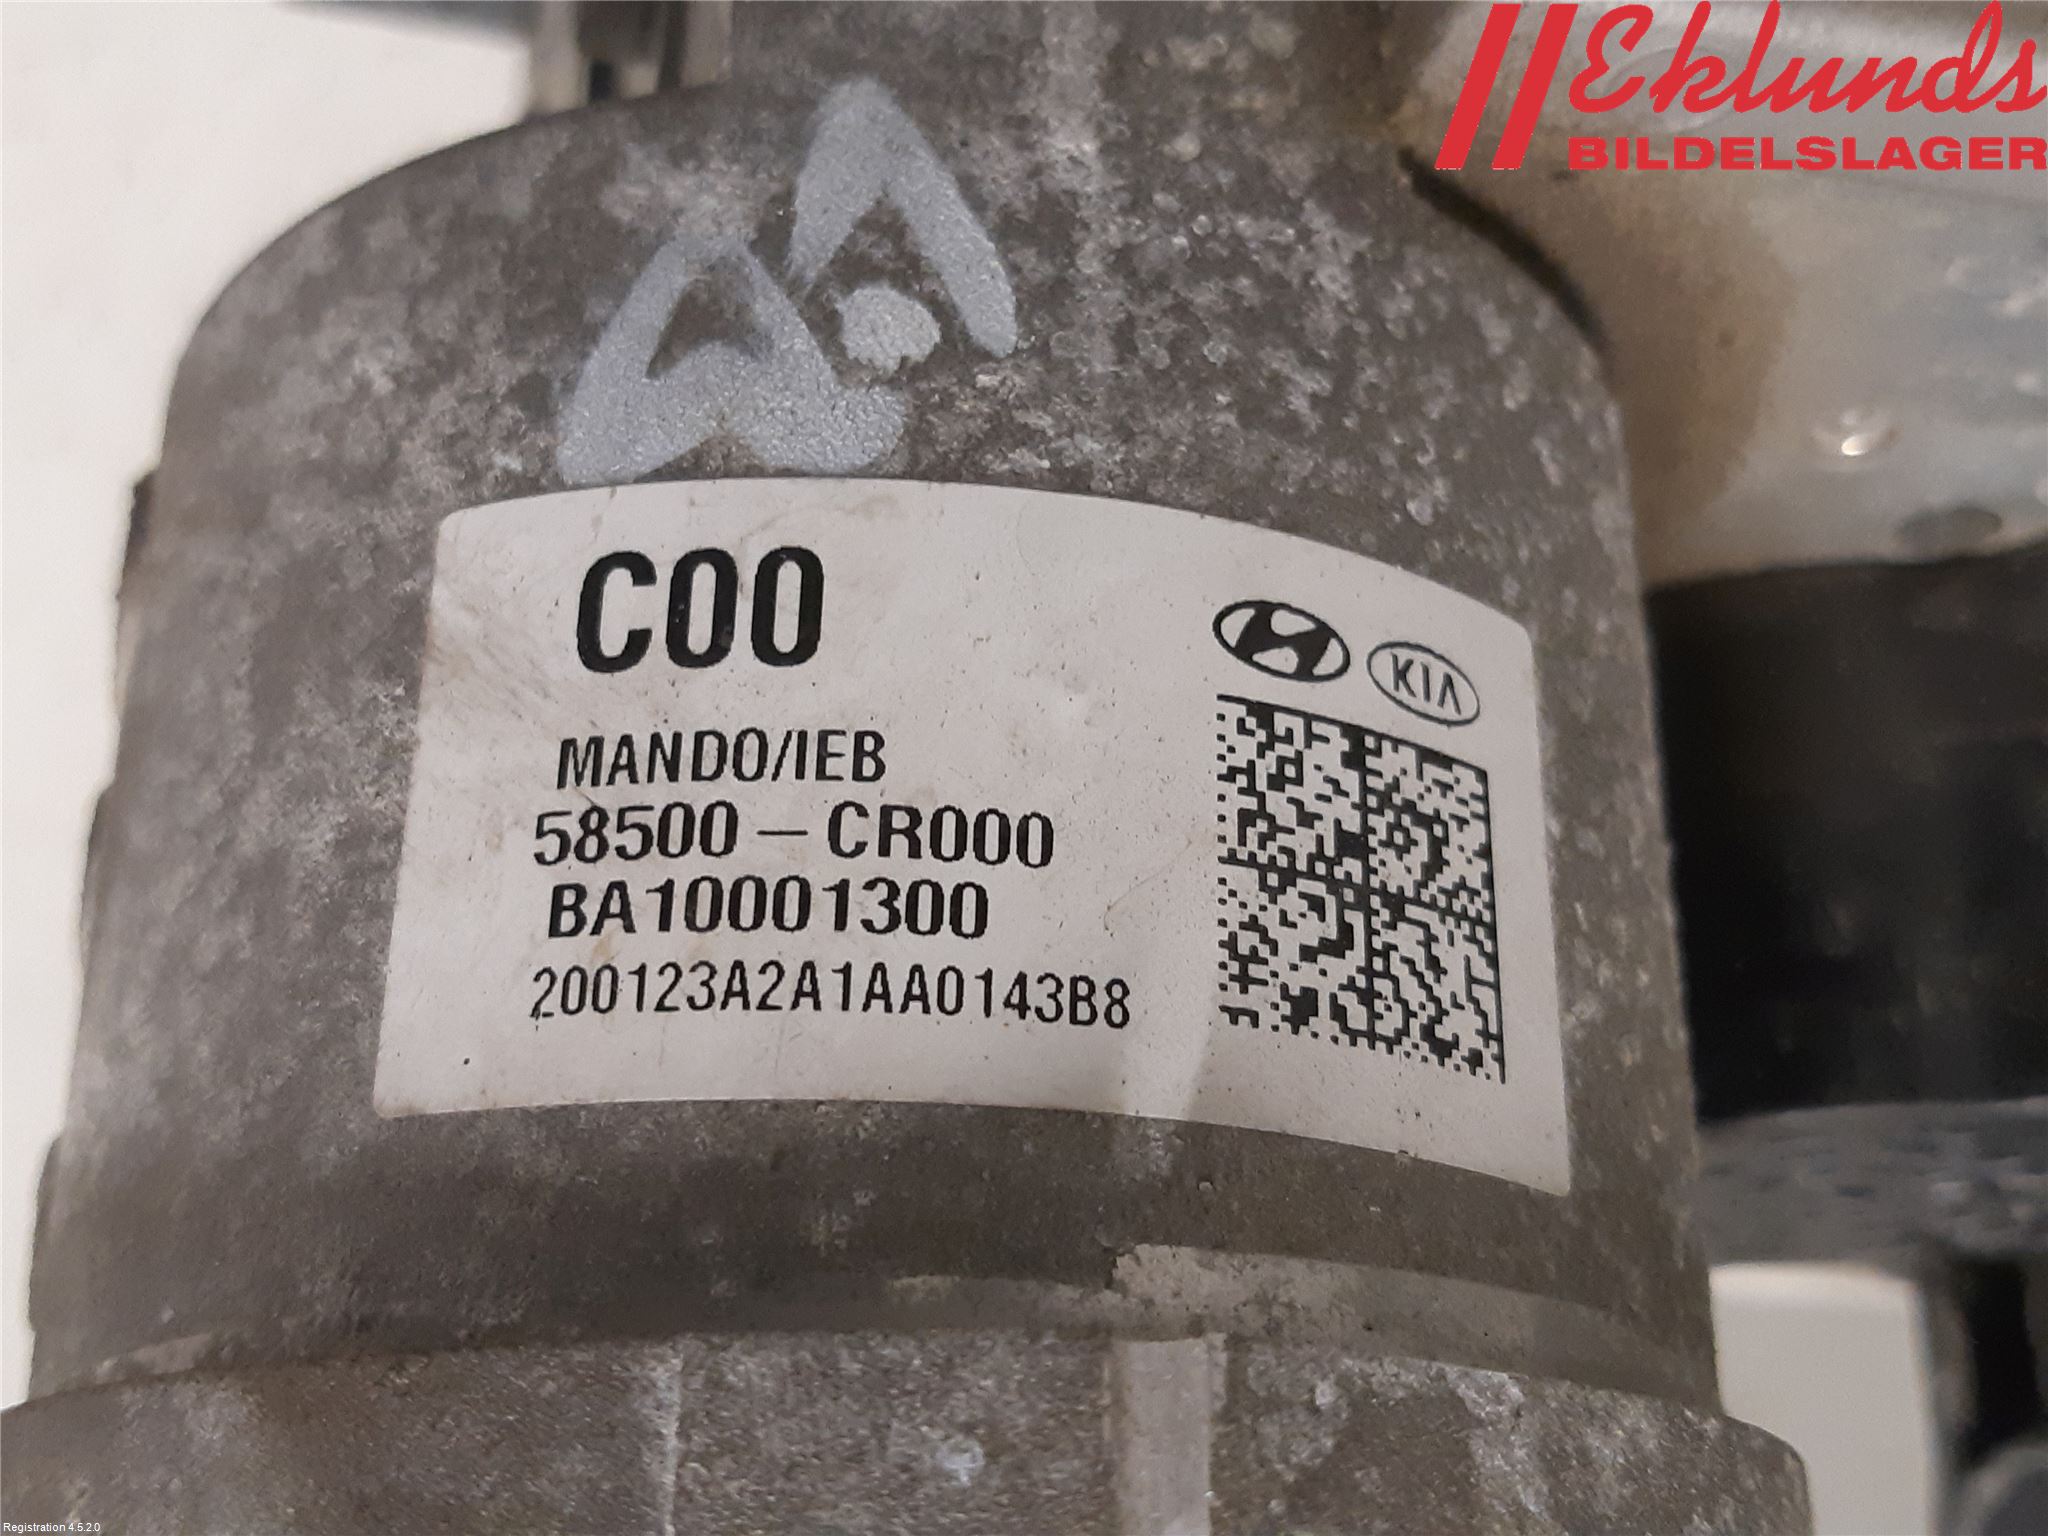 Eklunds
BILDELSLAGER
C00
KIA
MANDO/IEB
58500-CR000
BA10001300
200123A2A1AA0143B8
Registration 4.5.2.0